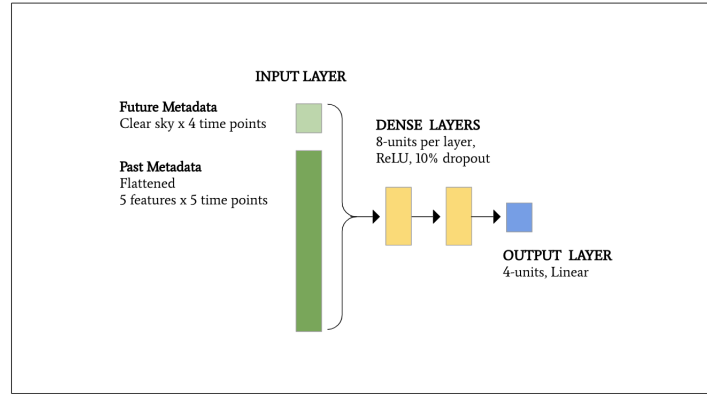 INPUT LAYER
Future Metadata
Clear sky x 4 time points
Past Metadata
Flattened
5 features x 5 time points
DENSE LAYERS
8-units per layer,
ReLU, 10% dropout
OUTPUT LAYER
4-units, Linear